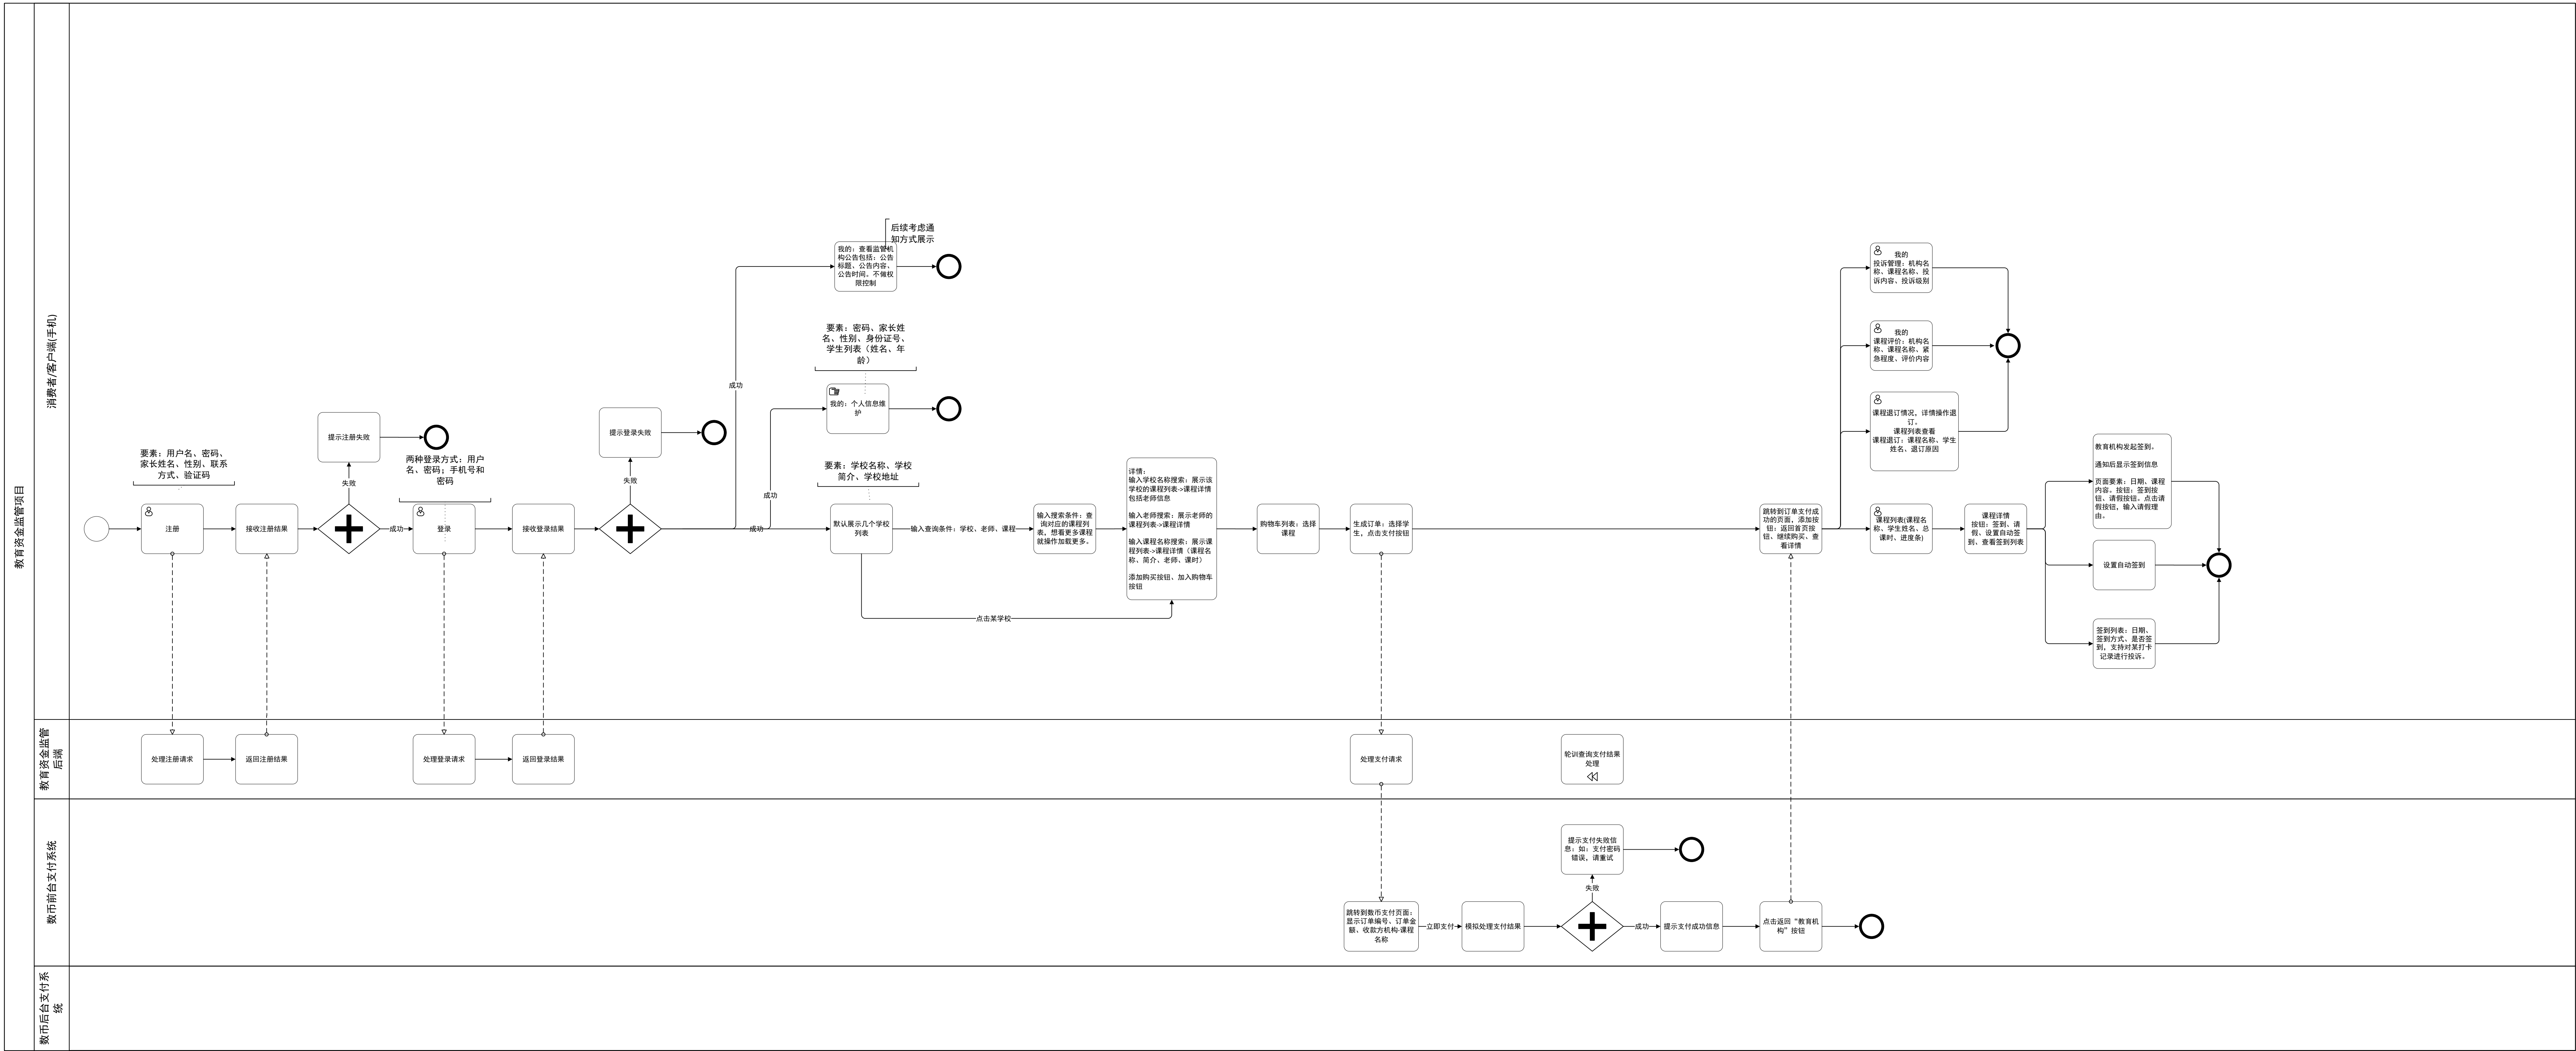 教育资金监管项目
消费者/客户端(手机)
后续考虑通
知方式展示
我的：查看监管机
构公告包括：公告
标题、公告内容、
公告时间。不做权
限控制
成功
要素：密码、家长姓
名、性别、身份证号、
学生列表（姓名、年
龄）
我的：个人信息维
护
成功
要素：用户名、密码、
家长姓名、性别、联系
方式、验证码
注册
接收注册结果
提示注册失败
失败
成功
两种登录方式：用户
名、密码；手机号和
密码
登录
接收登录结果
提示登录失败
失败
成功
要素：学校名称、学校
简介、学校地址
默认展示几个学校
列表
输入查询条件：学校、老师、课程
点击某学校
输入搜索条件：查
询对应的课程列
表，想看更多课程
就操作加载更多。
详情：
输入学校名称搜索：展示该
学校的课程列表->课程详情
包括老师信息
输入老师搜索：展示老师的
课程列表->课程详情
输入课程名称搜索：展示课
程列表->课程详情（课程名
称、简介、老师、课时）
添加购买按钮、加入购物车
按钮
购物车列表：选择
课程
生成订单：选择学
生，点击支付按钮
跳转到订单支付成
功的页面，添加按
钮：返回首页按
钮、继续购买、查
看详情
我的
投诉管理：机构名
称、课程名称、投
诉内容、投诉级别
我的
课程评价：机构名
称、课程名称、紧
急程度、评价内容
课程退订情况，详情操作退
订。
课程列表查看
课程退订：课程名称、学生
姓名、退订原因
课程列表(课程名
称、学生姓名、总
课时、进度条)
课程详情
按钮：签到、请
假、设置自动签
到、查看签到列表
教育机构发起签到。
通知后显示签到信息
页面要素：日期、课程
内容。按钮：签到按
钮、请假按钮。点击请
假按钮，输入请假理
由。
设置自动签到
签到列表：日期、
签到方式、是否签
到，支持对某打卡
记录进行投诉。
教育资金监管
后端
处理注册请求
返回注册结果
处理登录请求
返回登录结果
处理支付请求
轮训查询支付结果
处理
数币前台支付系统
跳转到数币支付页面：
显示订单编号、订单金
额、收款方机构-课程
名称
立即支付
模拟处理支付结果
提示支付失败信
息：如：支付密码
错误，请重试
失败
成功
提示支付成功信息
点击返回“教育机
构”按钮
数币后台支付系
统